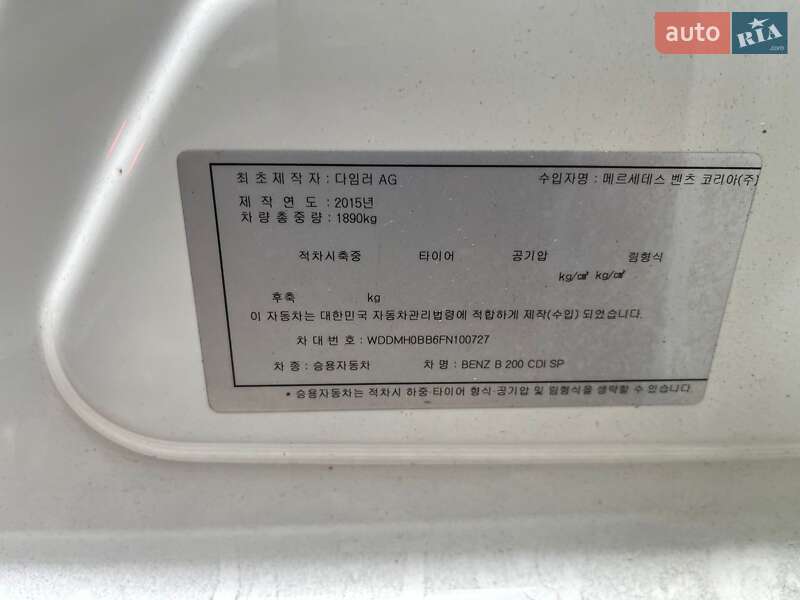 auto RIA .com
최초제작자 : 다임러 AG 수입자명 : 메르세데스 벤츠 코리아(주)
제 작 연 도 : 2015년
차 량 총 중 량 : 1890kg
적차시축중 타이어 공기압 림형식
kg/㎠ kg/㎠
후축 kg
이 자동차는 대한민국 자동차관리법령에 적합하게 제작(수입) 되었습니다.
차 대 번 호 : WDDMH0BB6FN100727
차 종 : 승용자동차 차 명 : BENZ B 200 CDI SP
* 승용자동차는 적차시 하중·타이어 형식·공기압 및 림형식을 생략할 수 있습니다.